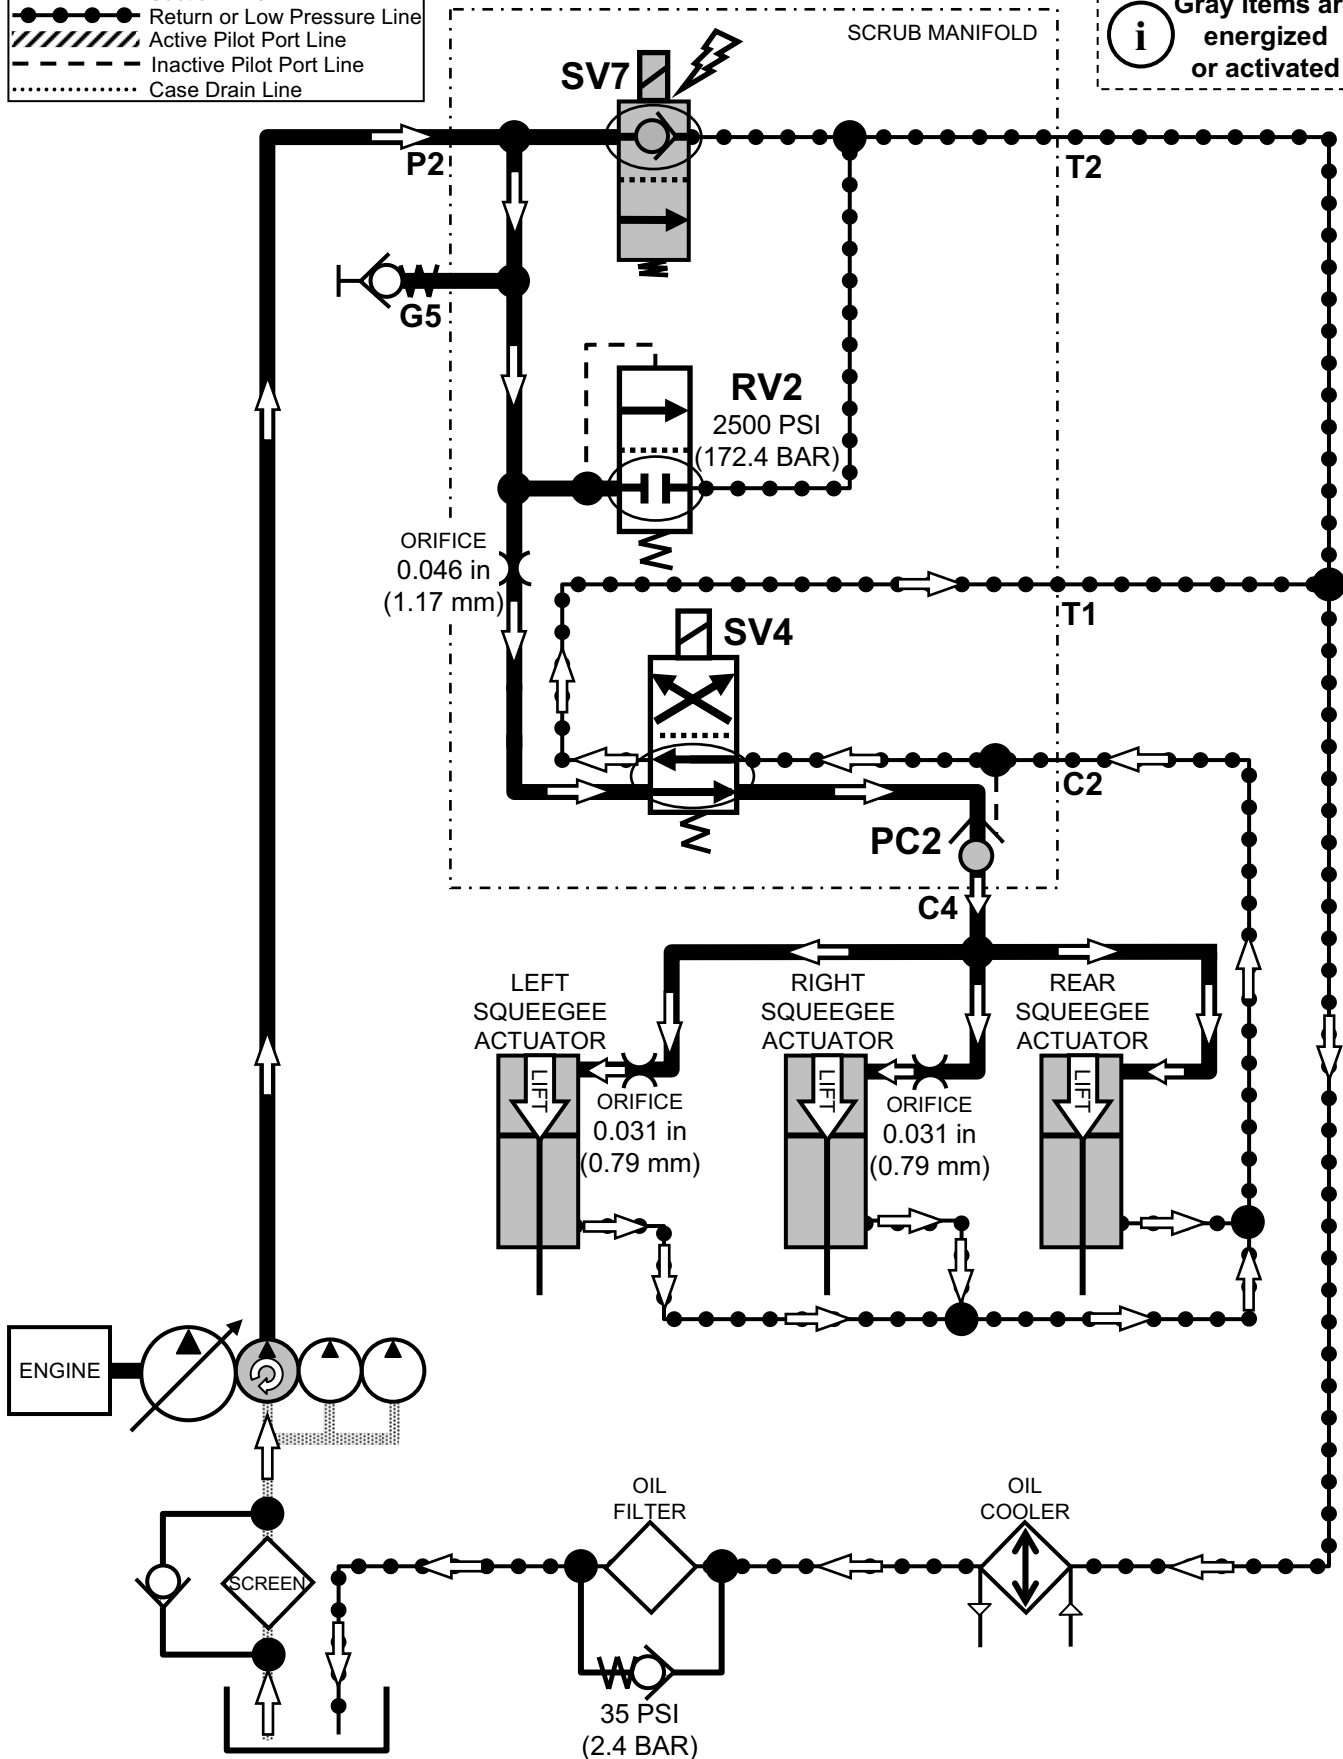 Return or Low Pressure Line
Active Pilot Port Line
Inactive Pilot Port Line
Case Drain Line
SCRUB MANIFOLD
Gray items ar
i
energized
or activated
SV7
P2
T2
G5
RV2
2500 PSI
(172.4 BAR)
ORIFICE
0.046 in
(1.17 mm)
T1
SV4
C2
PC2
C4
LEFT
SQUEEGEE
ACTUATOR
RIGHT
SQUEEGEE
ACTUATOR
REAR
SQUEEGEE
ACTUATOR
LIFT
LIFT
LIFT
ORIFICE
0.031 in
(0.79 mm)
ORIFICE
0.031 in
(0.79 mm)
ENGINE
OIL
FILTER
OIL
COOLER
SCREEN
35 PSI
(2.4 BAR)